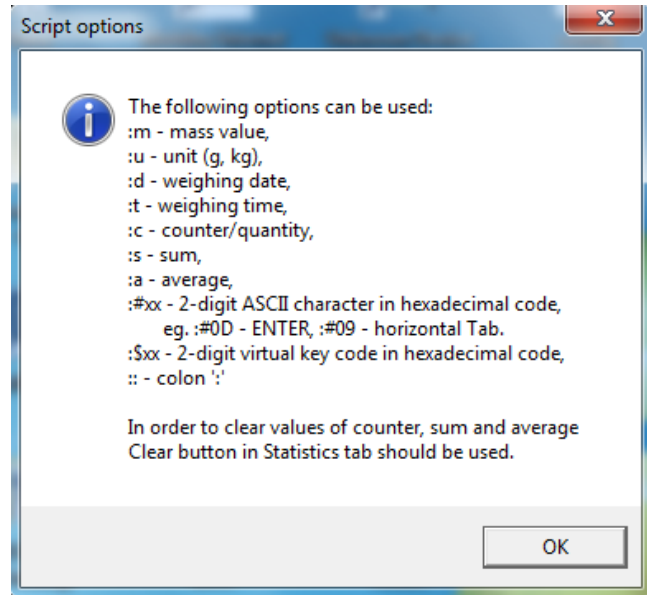 Script options
The following options can be used:
:m - mass value,
:u - unit (g, kg),
:d - weighing date,
:t - weighing time,
:c - counter/quantity,
:s - sum,
:a - average,
:#xx - 2-digit ASCII character in hexadecimal code,
eg. :#0D - ENTER, :#09 - horizontal Tab.
:$xx - 2-digit virtual key code in hexadecimal code,
:: - colon ':'
In order to clear values of counter, sum and average
Clear button in Statistics tab should be used.
OK